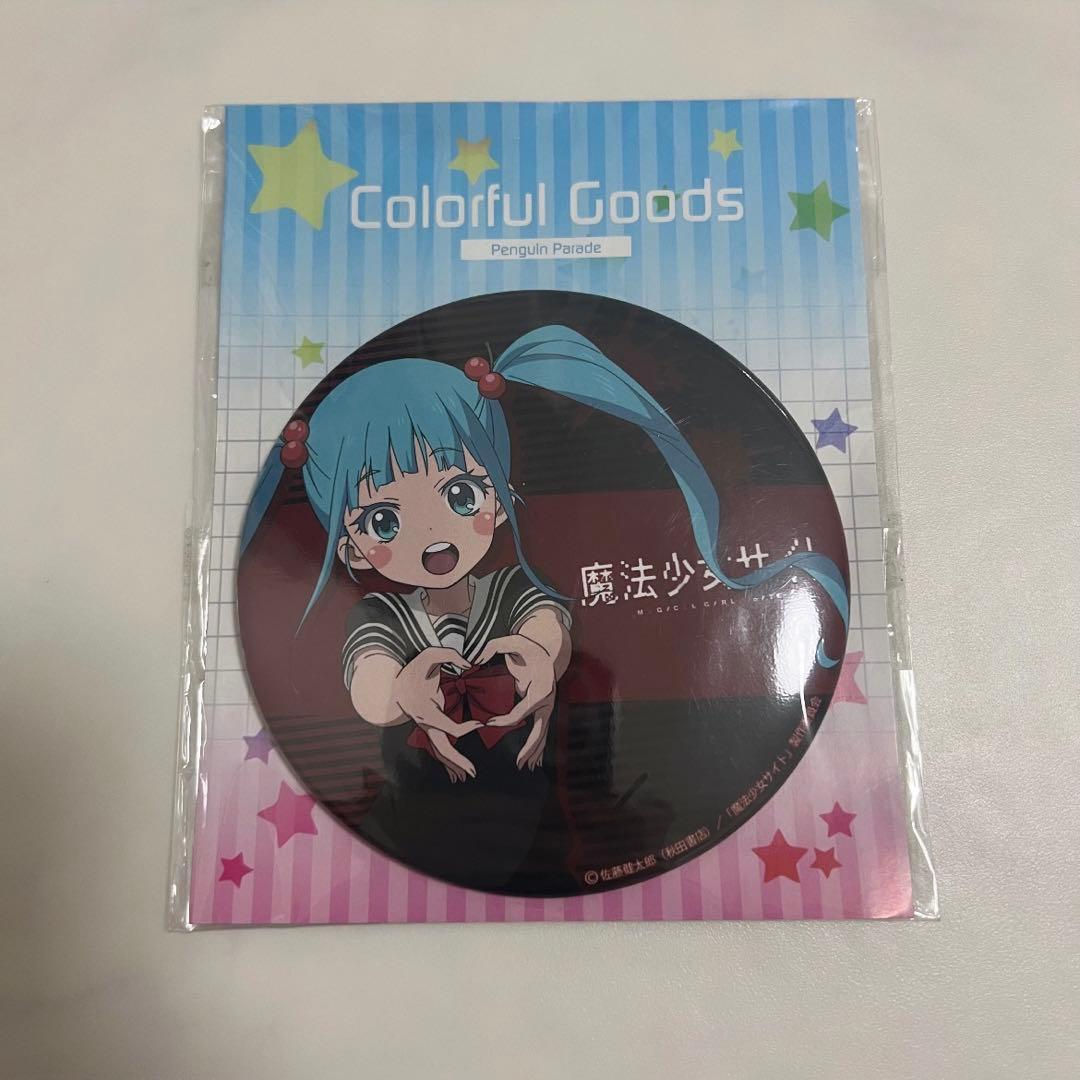 Colorful Goods
Penguin Parade
魔法少女サイト
©佐藤健太郎（秋田書店）／「魔法少女サイト」製作委員会